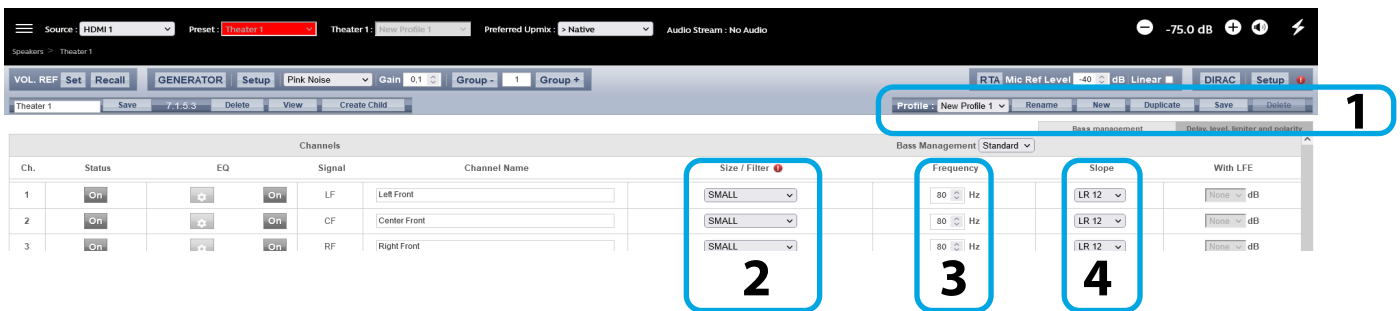 Source : HDMI 1 Preset : Theater 1 Theater 1 : New Profile 1 Preferred Upmix : > Native Audio Stream : No Audio -75.0 dB
Speakers > Theater 1
VOL. REF Set Recall GENERATOR Setup Pink Noise Gain 0,1 Group - 1 Group + RTA Mic Ref Level -40 dB Linear DIRAC Setup
Theater 1 Save 7.1.5.3 Delete View Create Child Profile : New Profile 1 Rename New Duplicate Save Delete 1
Bass management Delay, level, limiter and polarity
Channels Bass Management Standard
Ch. Status EQ Signal Channel Name Size / Filter Frequency Slope With LFE
1 On On LF Left Front SMALL 80 Hz LR 12 None dB
2 On On CF Center Front SMALL 80 Hz LR 12 None dB
3 On On RF Right Front SMALL 80 Hz LR 12 None dB
2 3 4